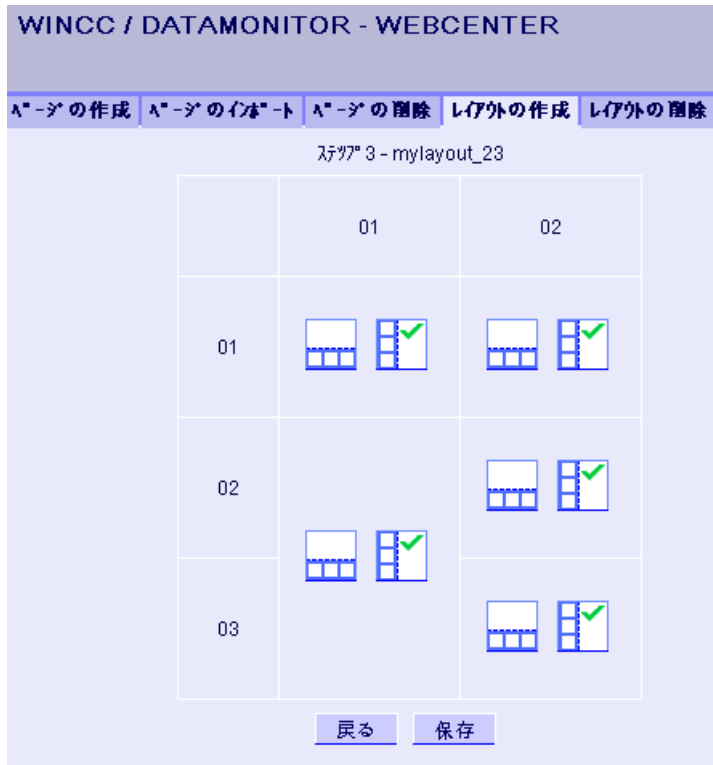 WINCC / DATAMONITOR - WEBCENTER
ﾍﾟｰｼﾞの作成 ﾍﾟｰｼﾞのｲﾝﾎﾟｰﾄ ﾍﾟｰｼﾞの削除 ﾚｲｱｳﾄの作成 ﾚｲｱｳﾄの削除
ｽﾃｯﾌﾟ 3 - mylayout_23
01 02
01
02
03
戻る 保存